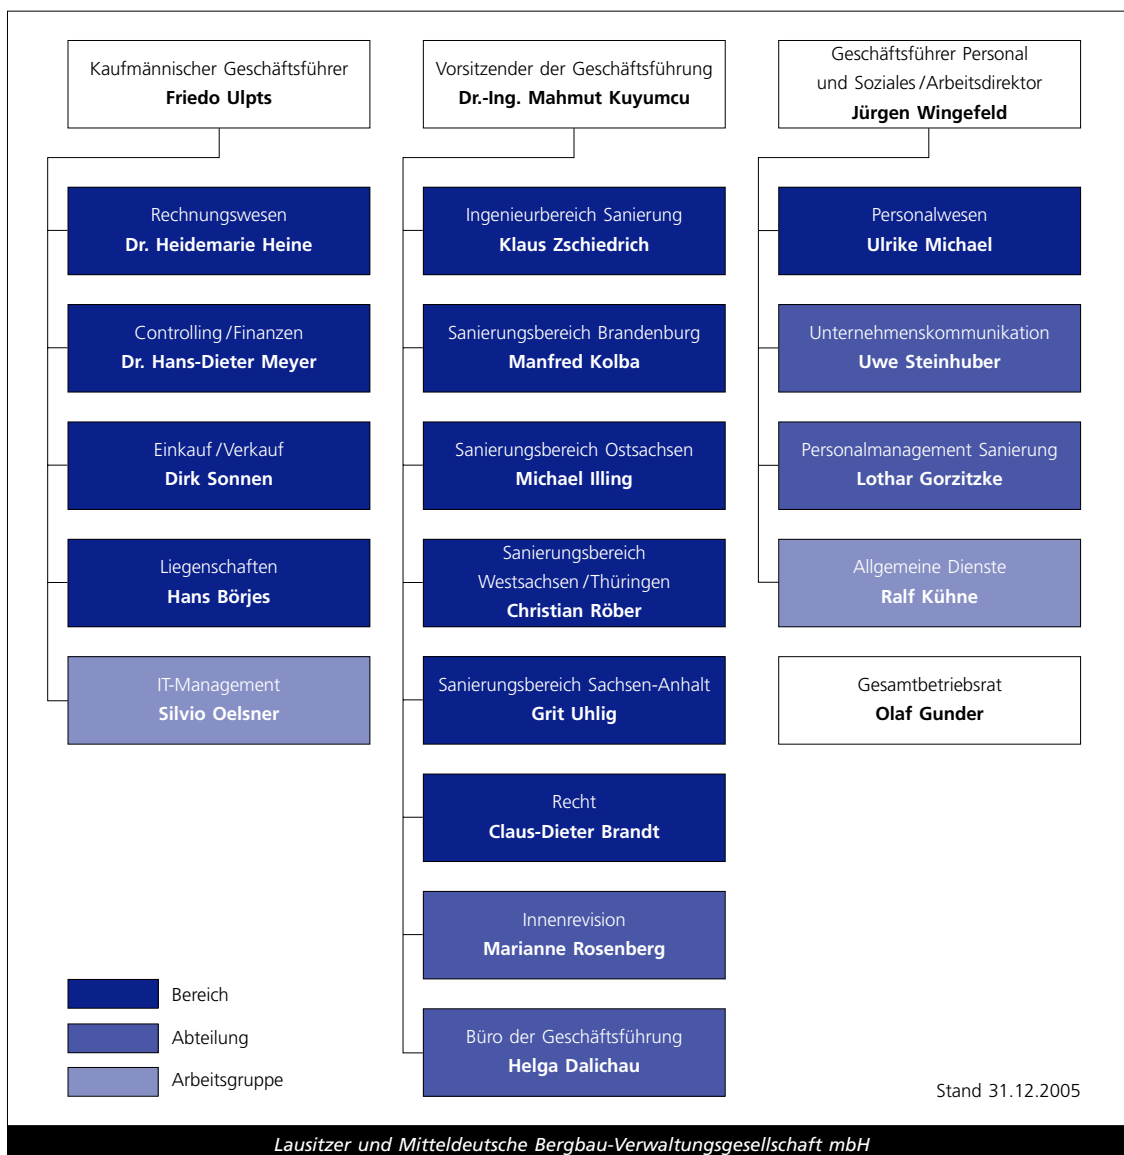 Kaufmännischer Geschäftsführer
Friedo Ulpts
Rechnungswesen
Dr. Heidemarie Heine
Controlling/Finanzen
Dr. Hans-Dieter Meyer
Einkauf/Verkauf
Dirk Sonnen
Liegenschaften
Hans Börjes
IT-Management
Silvio Oelsner
Vorsitzender der Geschäftsführung
Dr.-Ing. Mahmut Kuyumcu
Ingenieurbereich Sanierung
Klaus Zschiedrich
Sanierungsbereich Brandenburg
Manfred Kolba
Sanierungsbereich Ostsachsen
Michael Illing
Sanierungsbereich
Westsachsen/Thüringen
Christian Röber
Sanierungsbereich Sachsen-Anhalt
Grit Uhlig
Recht
Claus-Dieter Brandt
Innenrevision
Marianne Rosenberg
Büro der Geschäftsführung
Helga Dalichau
Geschäftsführer Personal
und Soziales/Arbeitsdirektor
Jürgen Wingefeld
Personalwesen
Ulrike Michael
Unternehmenskommunikation
Uwe Steinhuber
Personalmanagement Sanierung
Lothar Gorzitzke
Allgemeine Dienste
Ralf Kühne
Gesamtbetriebsrat
Olaf Gunder
Bereich
Abteilung
Arbeitsgruppe
Stand 31.12.2005
Lausitzer und Mitteldeutsche Bergbau-Verwaltungsgesellschaft mbH